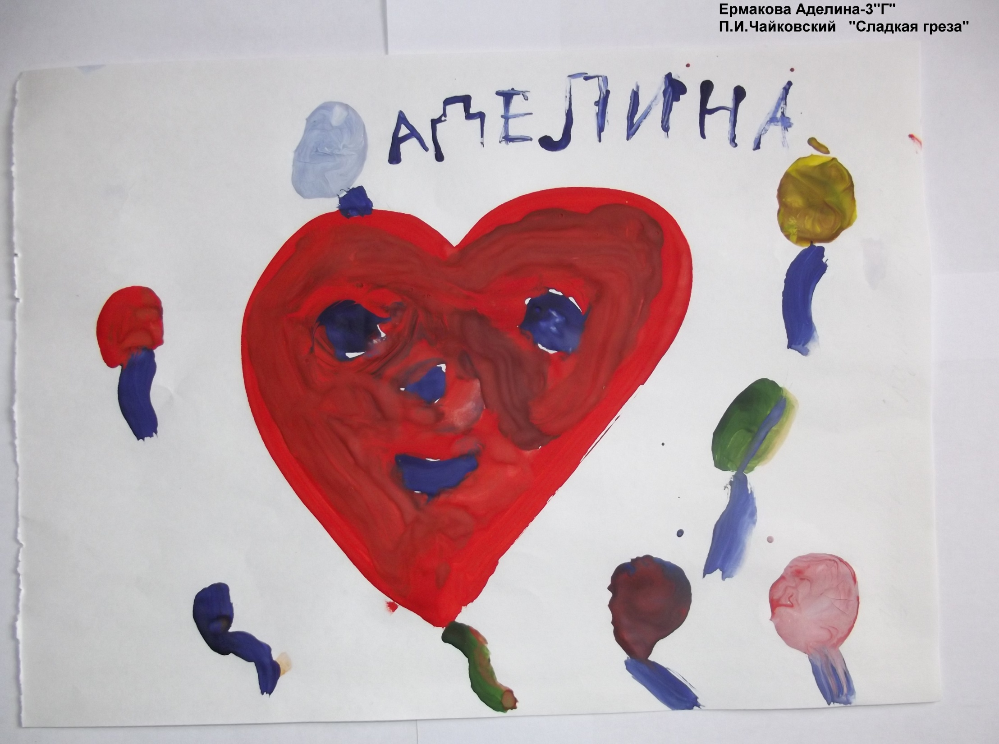 Ермакова Аделина-3"Г"
П.И.Чайковский "Сладкая греза"
АДЕЛИНА